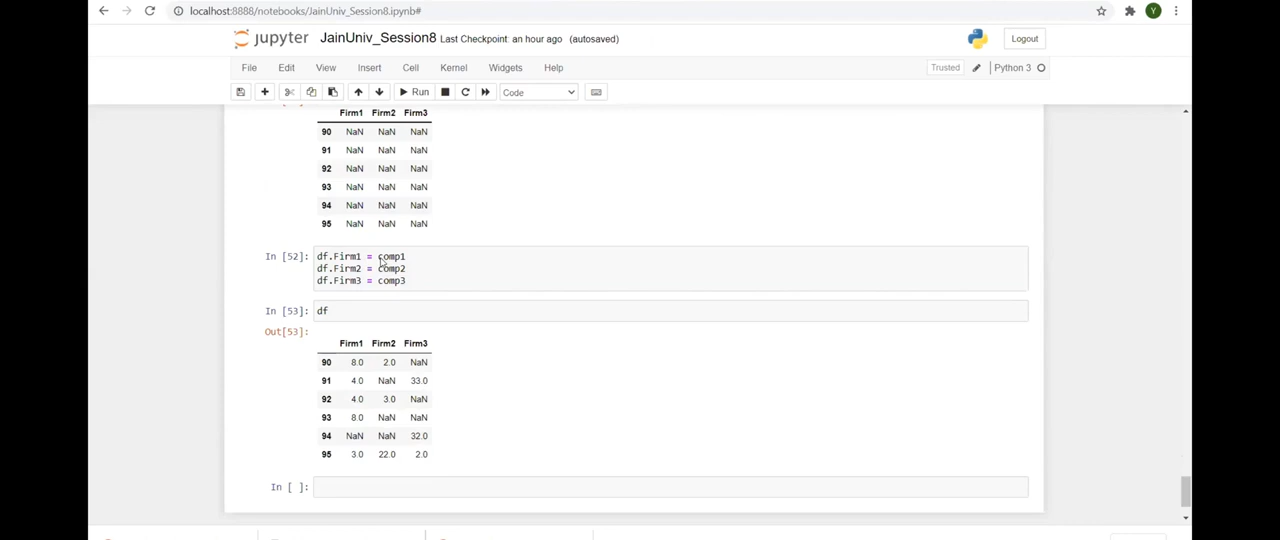 localhost:8888/notebooks/JainUniv_Session8.ipynb#
Y
jupyter JainUniv_Session8 Last Checkpoint: an hour ago (autosaved) Logout
File Edit View Insert Cell Kernel Widgets Help Trusted Python 3
Run Code
Firm1 Firm2 Firm3
90 NaN NaN NaN
91 NaN NaN NaN
92 NaN NaN NaN
93 NaN NaN NaN
94 NaN NaN NaN
95 NaN NaN NaN
In [52]: df.Firm1 = comp1
df.Firm2 = comp2
df.Firm3 = comp3
In [53]: df
Out[53]:
Firm1 Firm2 Firm3
90 8.0 2.0 NaN
91 4.0 NaN 33.0
92 4.0 3.0 NaN
93 8.0 NaN NaN
94 NaN NaN 32.0
95 3.0 22.0 2.0
In [ ]: